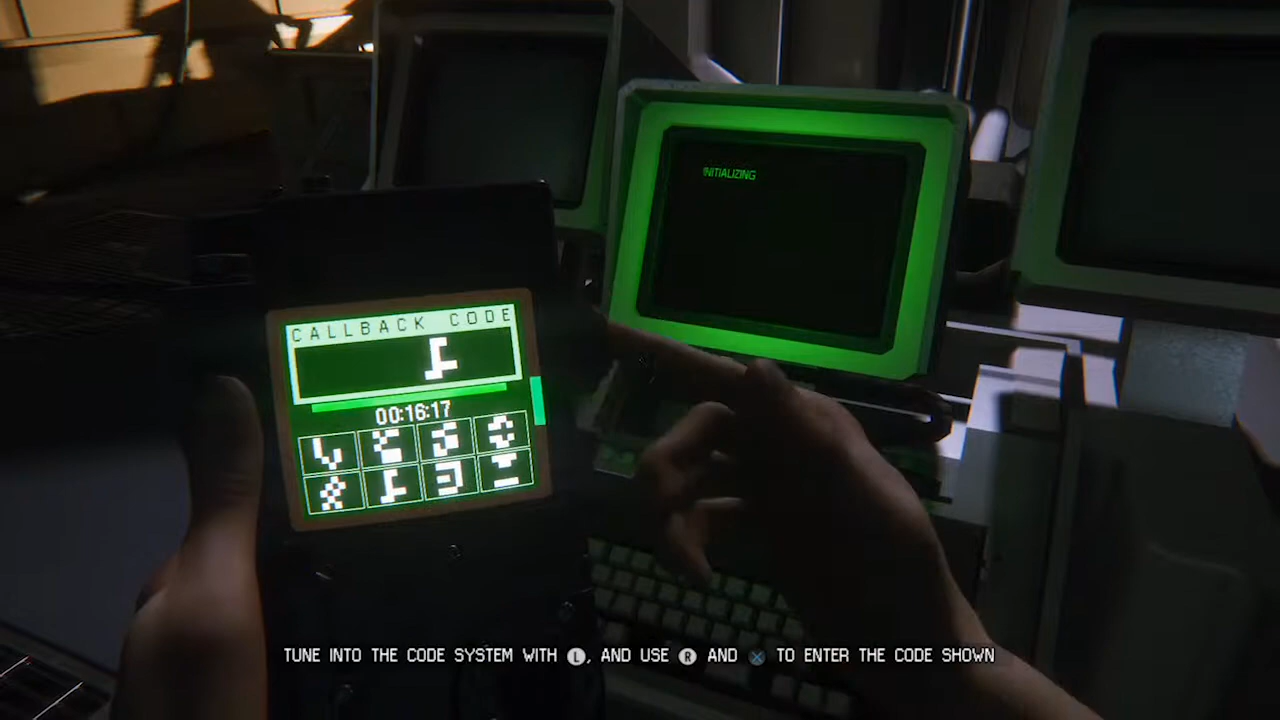 INITIALIZING
CALLBACK CODE
00:16:17
TUNE INTO THE CODE SYSTEM WITH L, AND USE R AND X TO ENTER THE CODE SHOWN